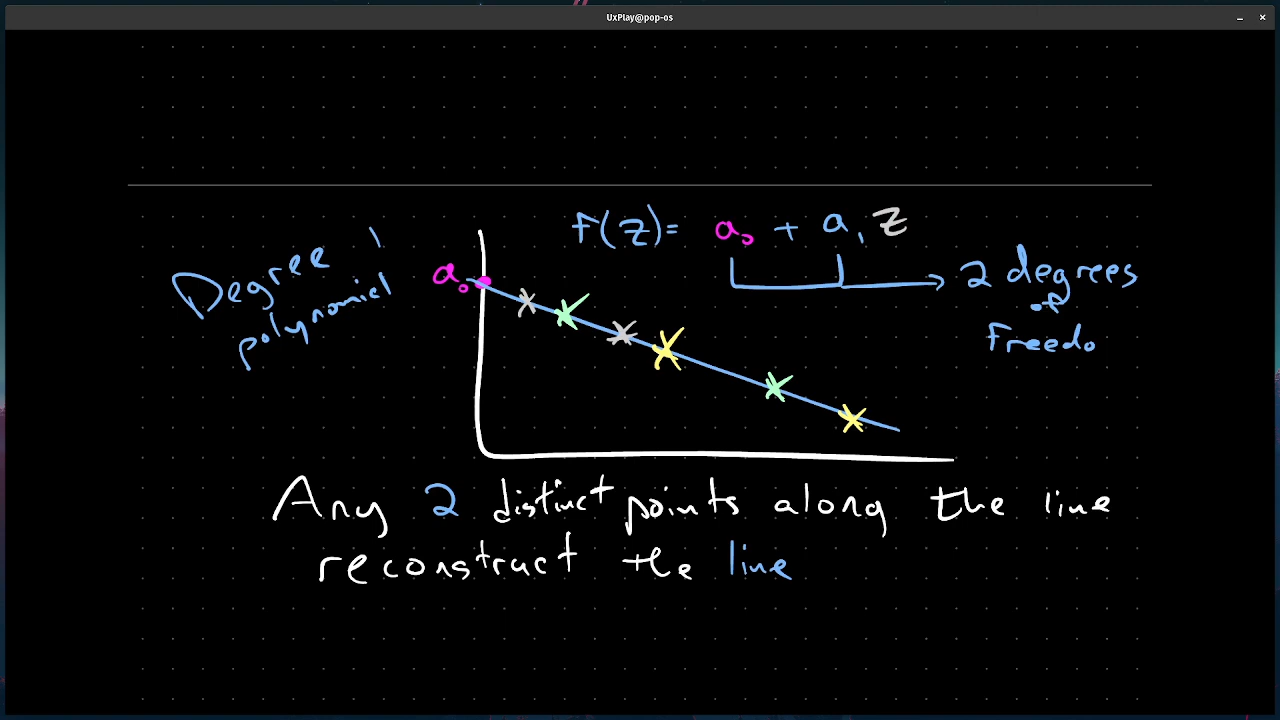 UxPlay@pop-os
f(z)= a₀ + a₁ z
Degree 1
polynomial
a₀
2 degrees
of
Freedo
Any 2 distinct points along the line
reconstruct the line